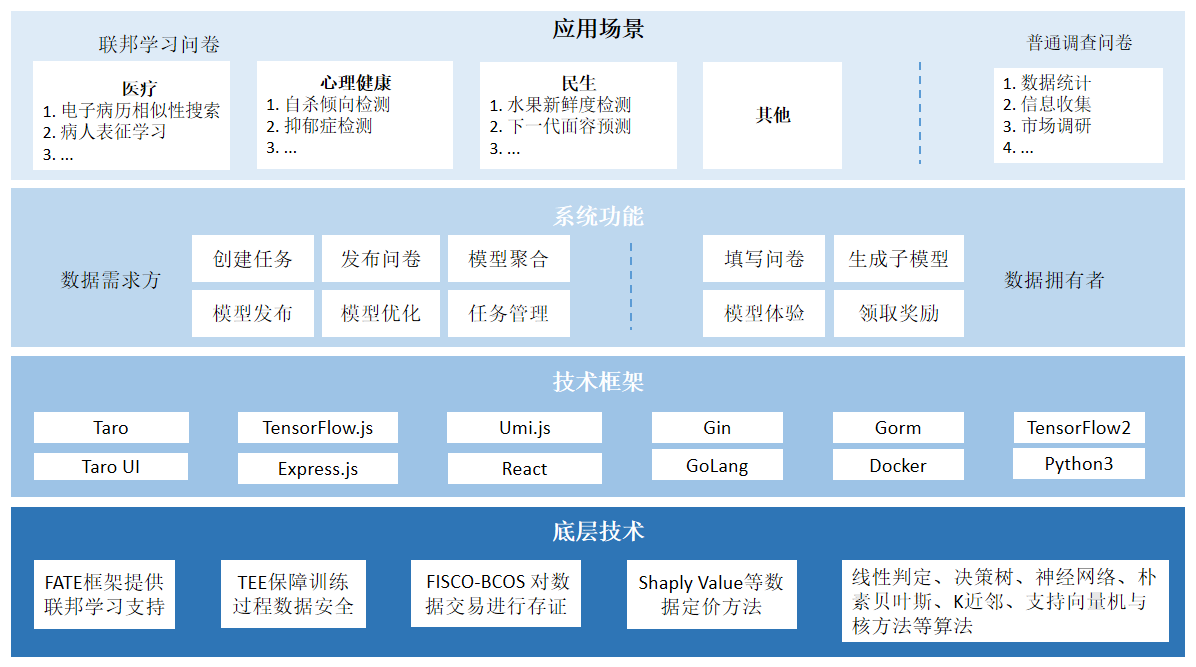 应用场景
联邦学习问卷
普通调查问卷
医疗
1. 电子病历相似性搜索
2. 病人表征学习
3. ...
心理健康
1. 自杀倾向检测
2. 抑郁症检测
3. ...
民生
1. 水果新鲜度检测
2. 下一代面容预测
3. ...
其他
1. 数据统计
2. 信息收集
3. 市场调研
4. ...
系统功能
数据需求方
创建任务
发布问卷
模型聚合
模型发布
模型优化
任务管理
填写问卷
生成子模型
模型体验
领取奖励
数据拥有者
技术框架
Taro
TensorFlow.js
Umi.js
Gin
Gorm
TensorFlow2
Taro UI
Express.js
React
GoLang
Docker
Python3
底层技术
FATE框架提供
联邦学习支持
TEE保障训练
过程数据安全
FISCO-BCOS 对数
据交易进行存证
Shaply Value等数
据定价方法
线性判定、决策树、神经网络、朴
素贝叶斯、K近邻、支持向量机与
核方法等算法